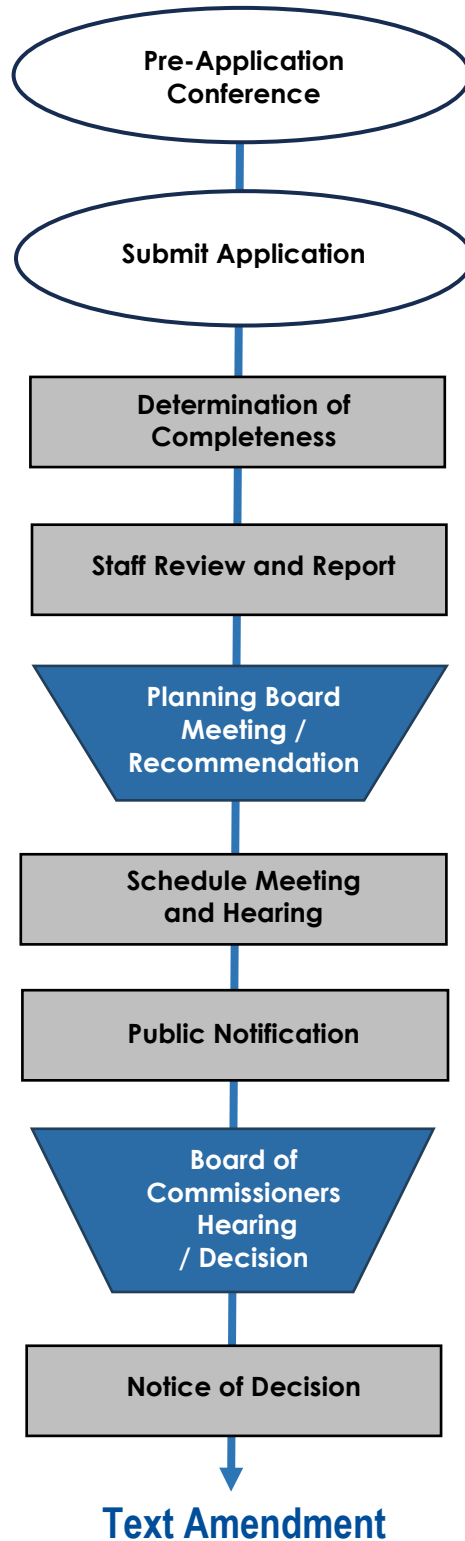 Pre-Application
Conference
Submit Application
Determination of
Completeness
Staff Review and Report
Planning Board
Meeting /
Recommendation
Schedule Meeting
and Hearing
Public Notification
Board of
Commissioners
Hearing
/ Decision
Notice of Decision
Text Amendment